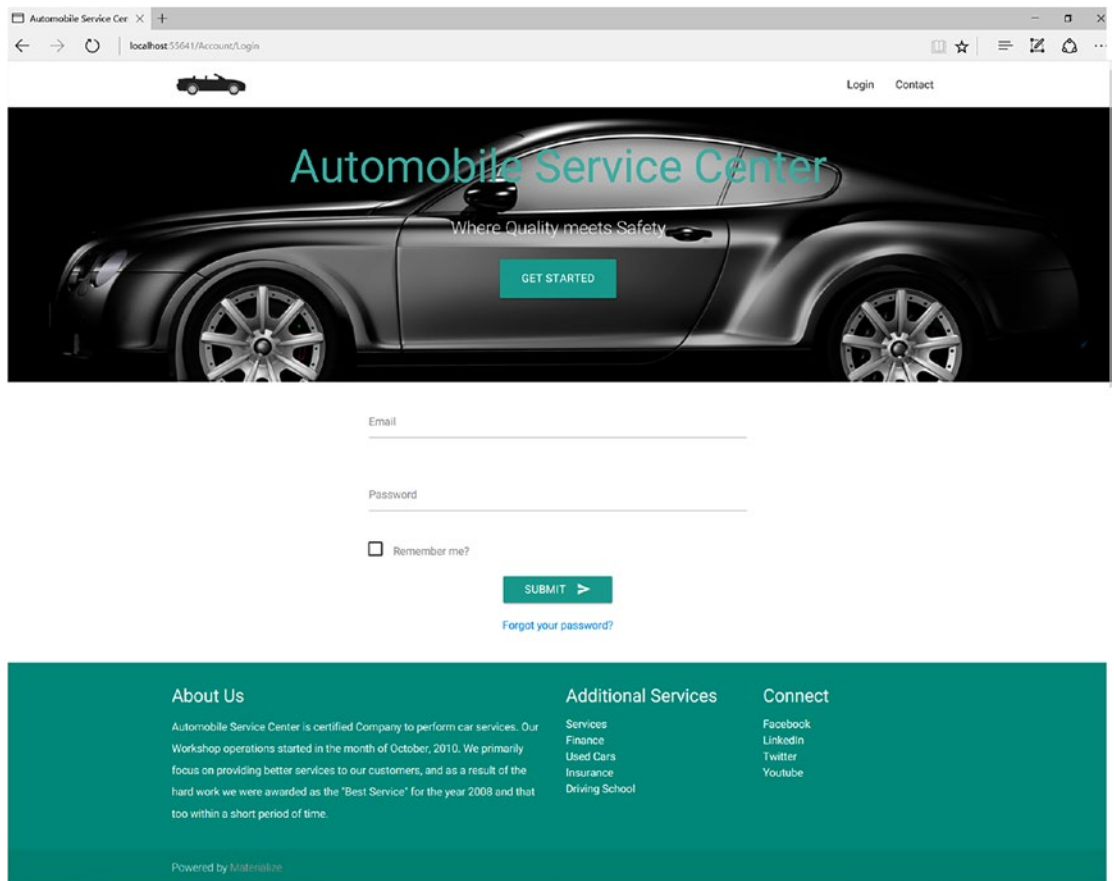 Automobile Service Cer
localhost:55641/Account/Login
Login Contact
Automobile Service Center
Where Quality meets Safety
GET STARTED
Email
Password
Remember me?
SUBMIT
Forgot your password?
About Us
Automobile Service Center is certified Company to perform car services. Our
Workshop operations started in the month of October, 2010. We primarily
focus on providing better services to our customers, and as a result of the
hard work we were awarded as the "Best Service" for the year 2008 and that
too within a short period of time.
Additional Services
Services
Finance
Used Cars
Insurance
Driving School
Connect
Facebook
LinkedIn
Twitter
Youtube
Powered by Materialize